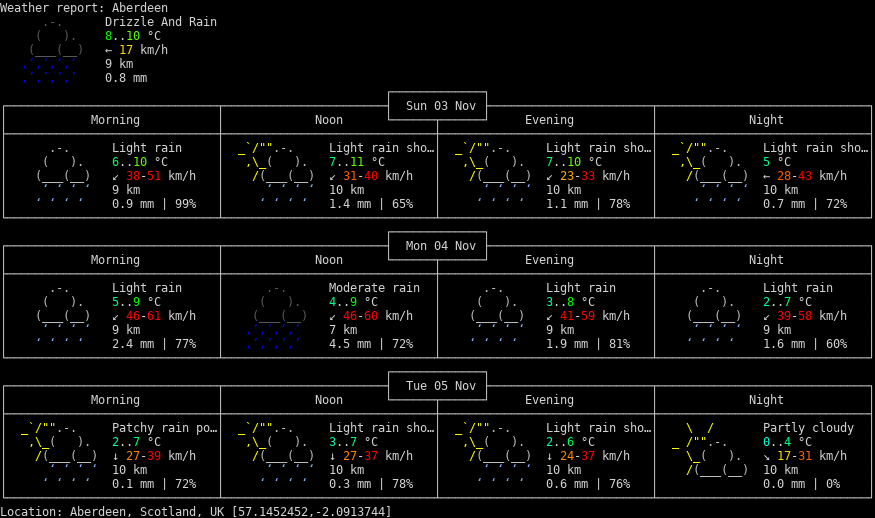 Weather report: Aberdeen
Drizzle And Rain
8..10 °C
← 17 km/h
9 km
0.8 mm
Sun 03 Nov
Morning Noon Evening Night
Light rain Light rain sho… Light rain sho… Light rain sho…
6..10 °C 7..11 °C 7..10 °C 5 °C
↙ 38-51 km/h ↙ 31-40 km/h ↙ 23-33 km/h ← 28-43 km/h
9 km 10 km 10 km 10 km
0.9 mm | 99% 1.4 mm | 65% 1.1 mm | 78% 0.7 mm | 72%
Mon 04 Nov
Morning Noon Evening Night
Light rain Moderate rain Light rain Light rain
5..9 °C 4..9 °C 3..8 °C 2..7 °C
↙ 46-61 km/h ↙ 46-60 km/h ↙ 41-59 km/h ↙ 39-58 km/h
9 km 7 km 9 km 9 km
2.4 mm | 77% 4.5 mm | 72% 1.9 mm | 81% 1.6 mm | 60%
Tue 05 Nov
Morning Noon Evening Night
Patchy rain po… Light rain sho… Light rain sho… Partly cloudy
2..7 °C 3..7 °C 2..6 °C 0..4 °C
↓ 27-39 km/h ↓ 27-37 km/h ↓ 24-37 km/h ↘ 17-31 km/h
10 km 10 km 10 km 10 km
0.1 mm | 72% 0.3 mm | 78% 0.6 mm | 76% 0.0 mm | 0%
Location: Aberdeen, Scotland, UK [57.1452452,-2.0913744]